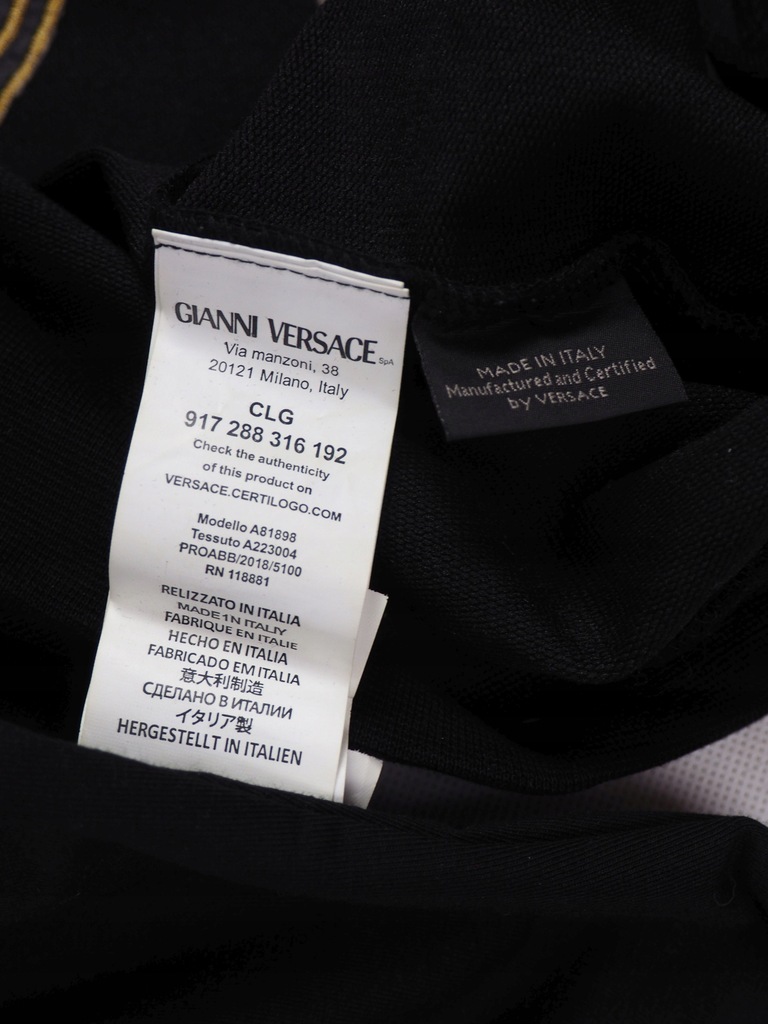 GIANNI VERSACE SpA
Via manzoni, 38
20121 Milano, Italy
CLG
917 288 316 192
Check the authenticity
of this product on
VERSACE.CERTILOGO.COM
Modello A81898
Tessuto A223004
PROABB/2018/5100
RN 118881
RELIZZATO IN ITALIA
MADE1N ITALIY
FABRIQUE EN ITALIE
HECHO EN ITALIA
FABRICADO EM ITALIA
意大利制造
СДЕЛАНО В ИТАЛИИ
イタリア製
HERGESTELLT IN ITALIEN
MADE IN ITALY
Manufactured and Certified
by VERSACE